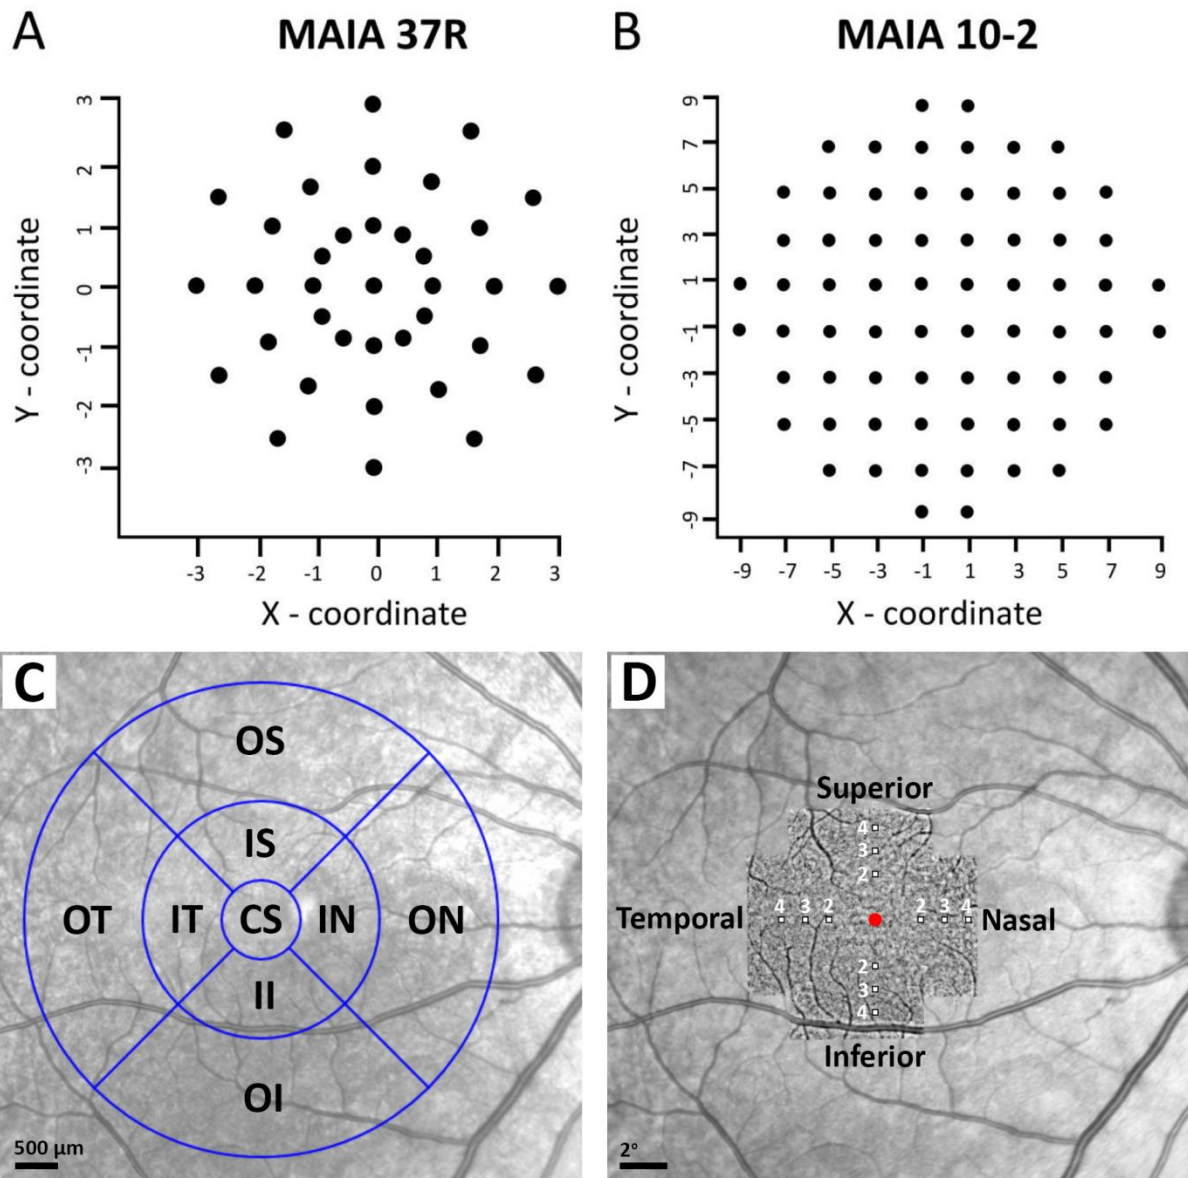 A
MAIA 37R
3
2
1
0
-1
-2
-3
Y - coordinate
-3 -2 -1 0 1 2 3
X - coordinate
B
MAIA 10-2
9
7
5
3
1
-1
-3
-5
-7
-9
Y - coordinate
-9 -7 -5 -3 -1 1 3 5 7 9
X - coordinate
C
OS
IS
OT IT CS IN ON
II
OI
500 µm
D
Superior
4
3
2
Temporal 4 3 2 2 3 4 Nasal
2
3
4
Inferior
2°